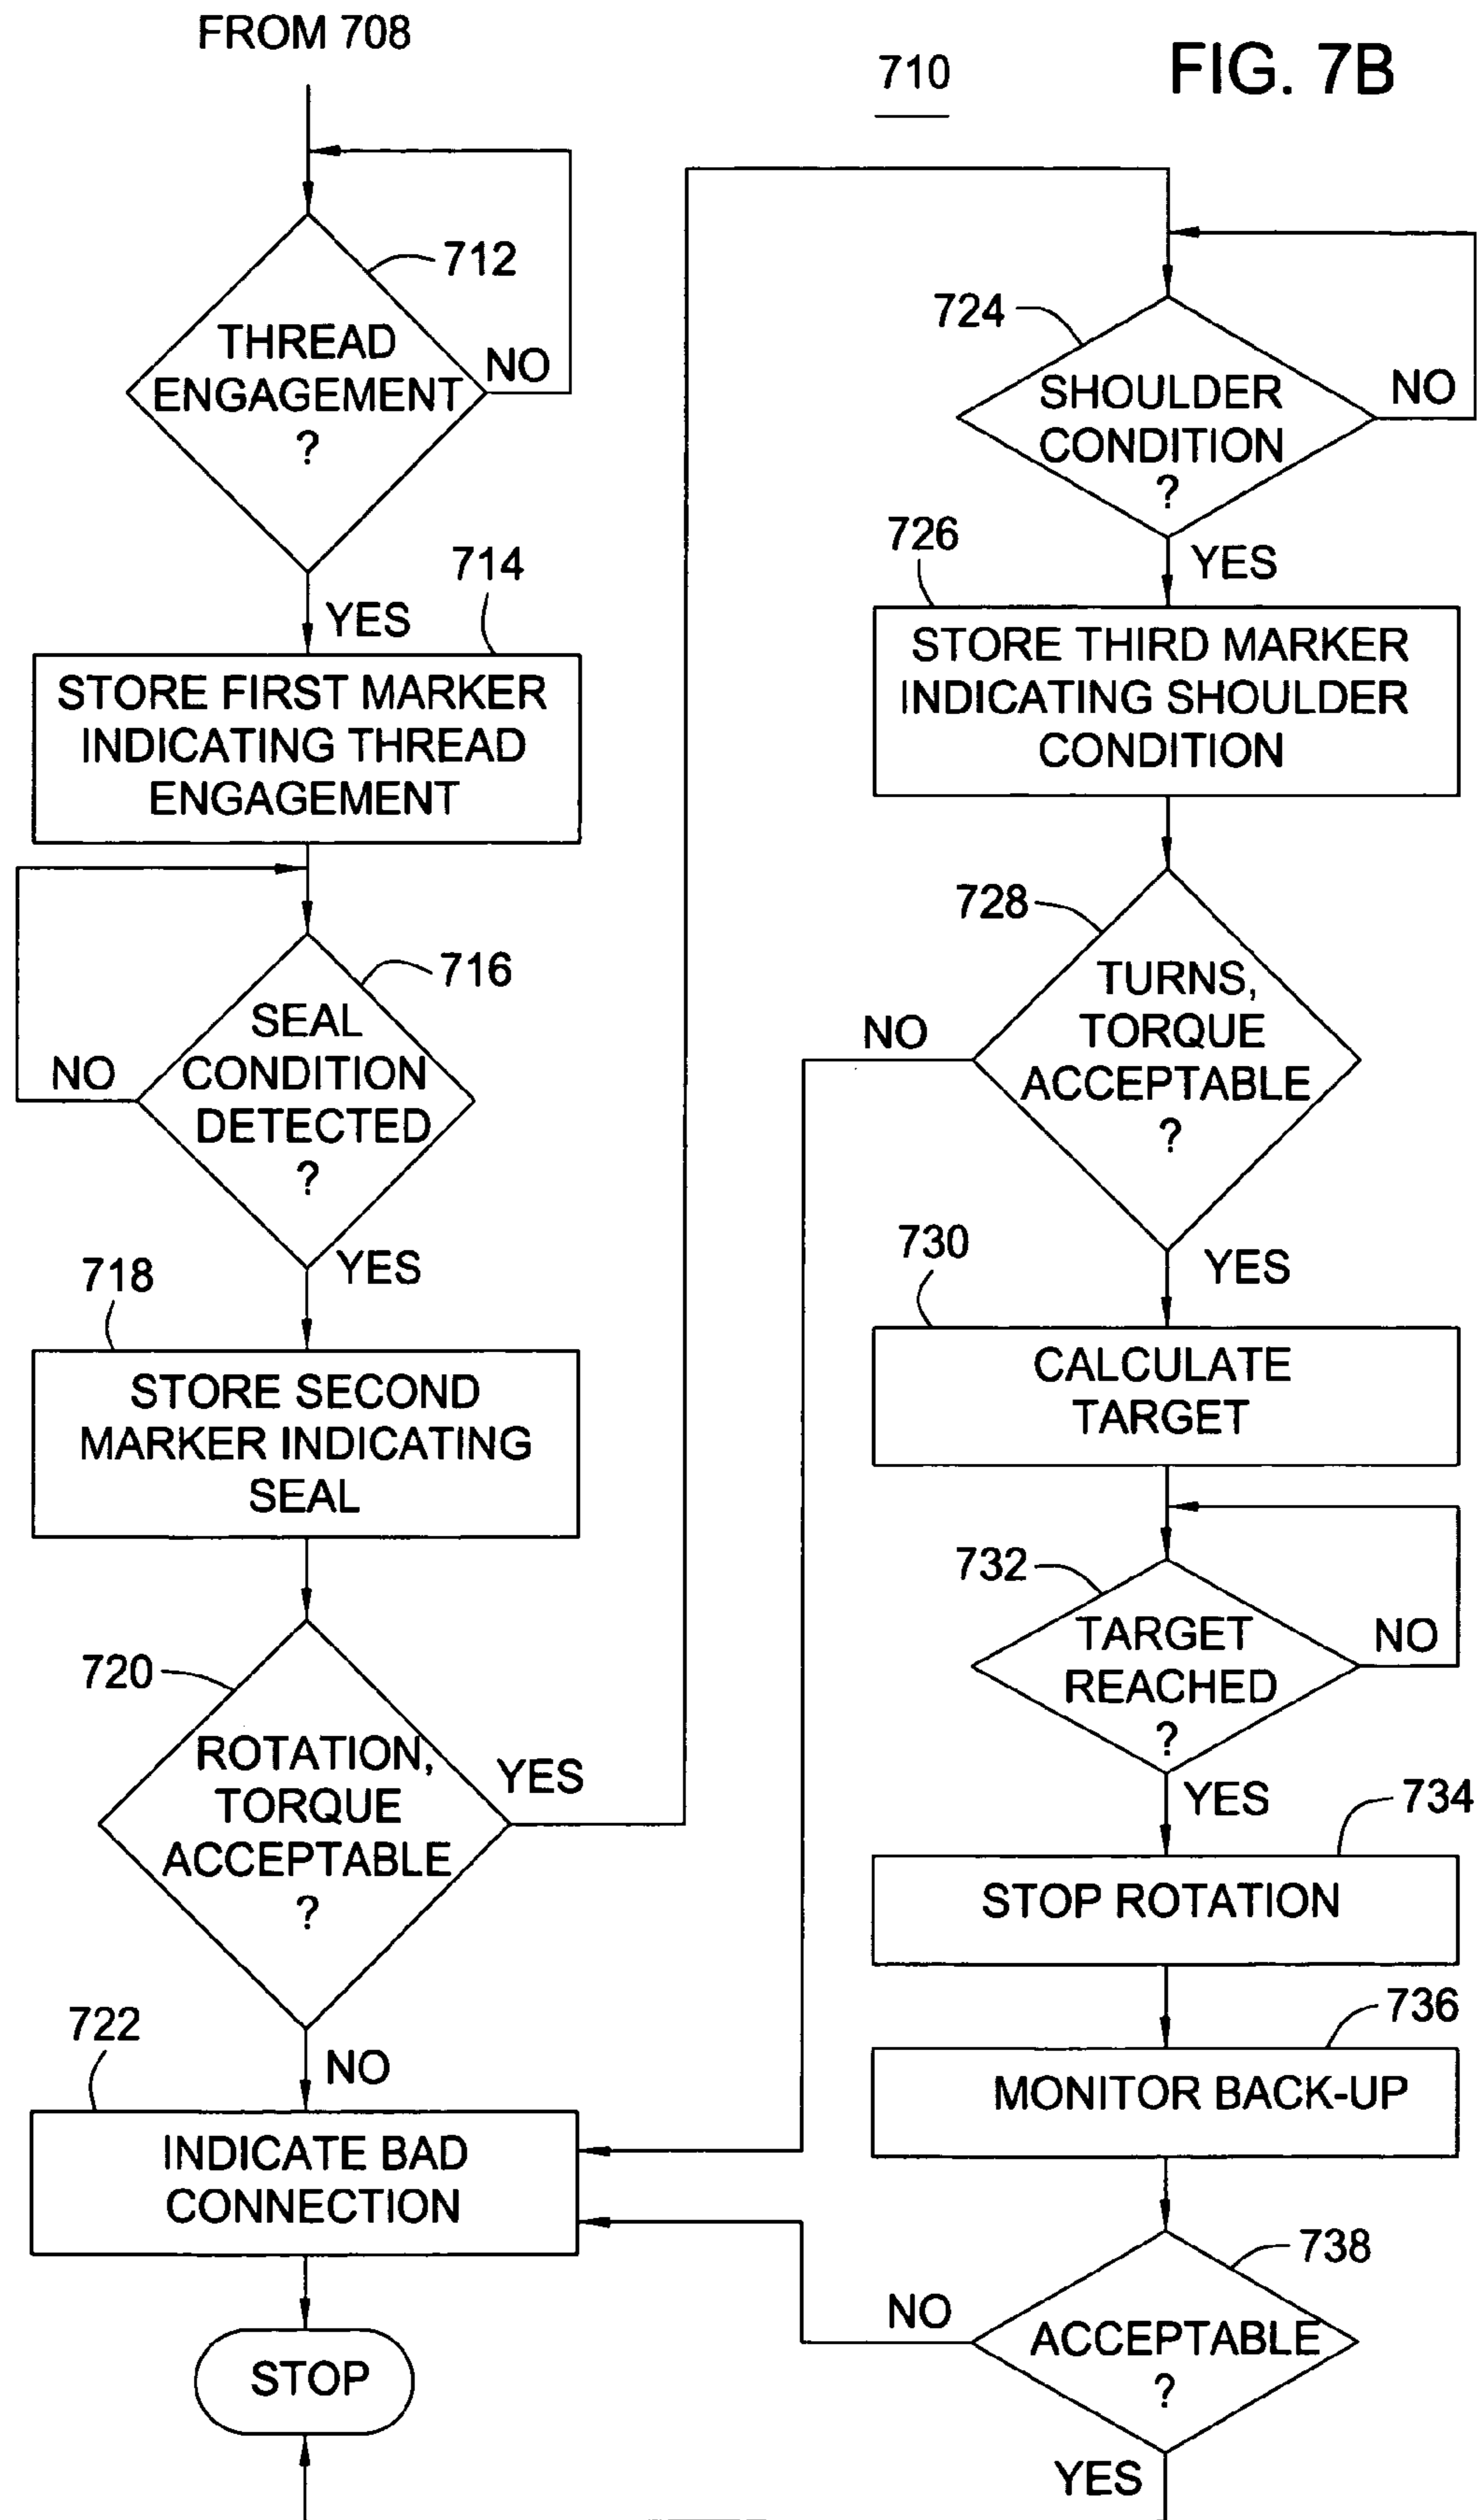 FROM 708
710
FIG. 7B
712
THREAD
ENGAGEMENT
?
NO
YES
714
STORE FIRST MARKER
INDICATING THREAD
ENGAGEMENT
716
SEAL
CONDITION
DETECTED
?
NO
YES
718
STORE SECOND
MARKER INDICATING
SEAL
720
ROTATION,
TORQUE
ACCEPTABLE
?
YES
NO
722
INDICATE BAD
CONNECTION
STOP
724
SHOULDER
CONDITION
?
NO
YES
726
STORE THIRD MARKER
INDICATING SHOULDER
CONDITION
728
TURNS,
TORQUE
ACCEPTABLE
?
NO
YES
730
CALCULATE
TARGET
732
TARGET
REACHED
?
NO
YES
734
STOP ROTATION
736
MONITOR BACK-UP
738
ACCEPTABLE
?
NO
YES